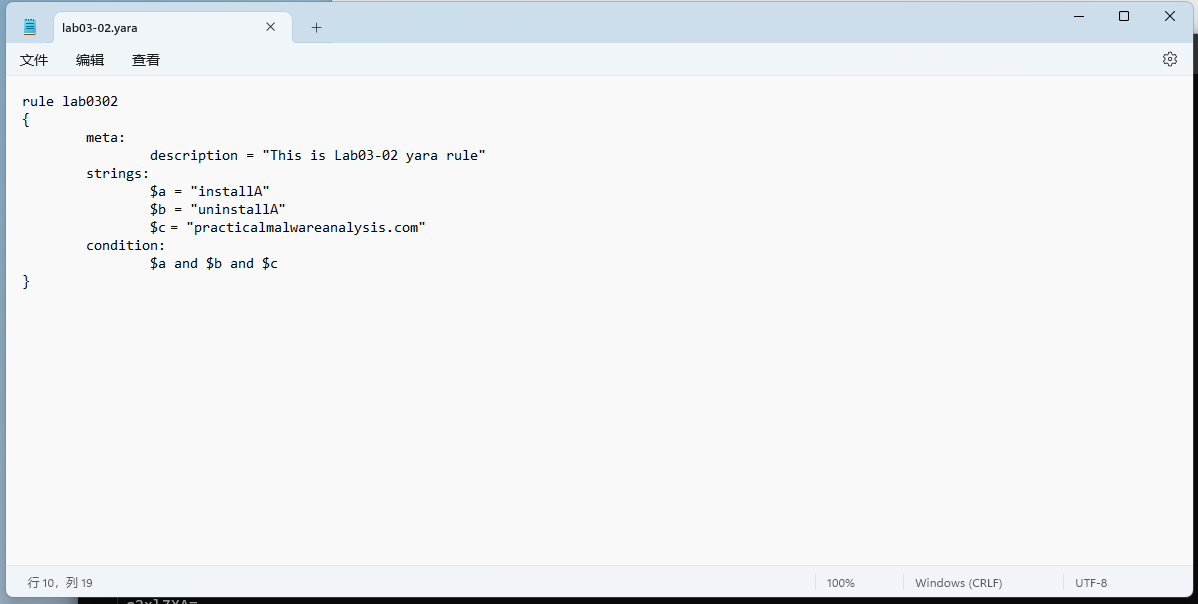 lab03-02.yara
文件 编辑 查看
rule lab0302
{
meta:
description = "This is Lab03-02 yara rule"
strings:
$a = "installA"
$b = "uninstallA"
$c = "practicalmalwareanalysis.com"
condition:
$a and $b and $c
}
行 10，列 19 100% Windows (CRLF) UTF-8